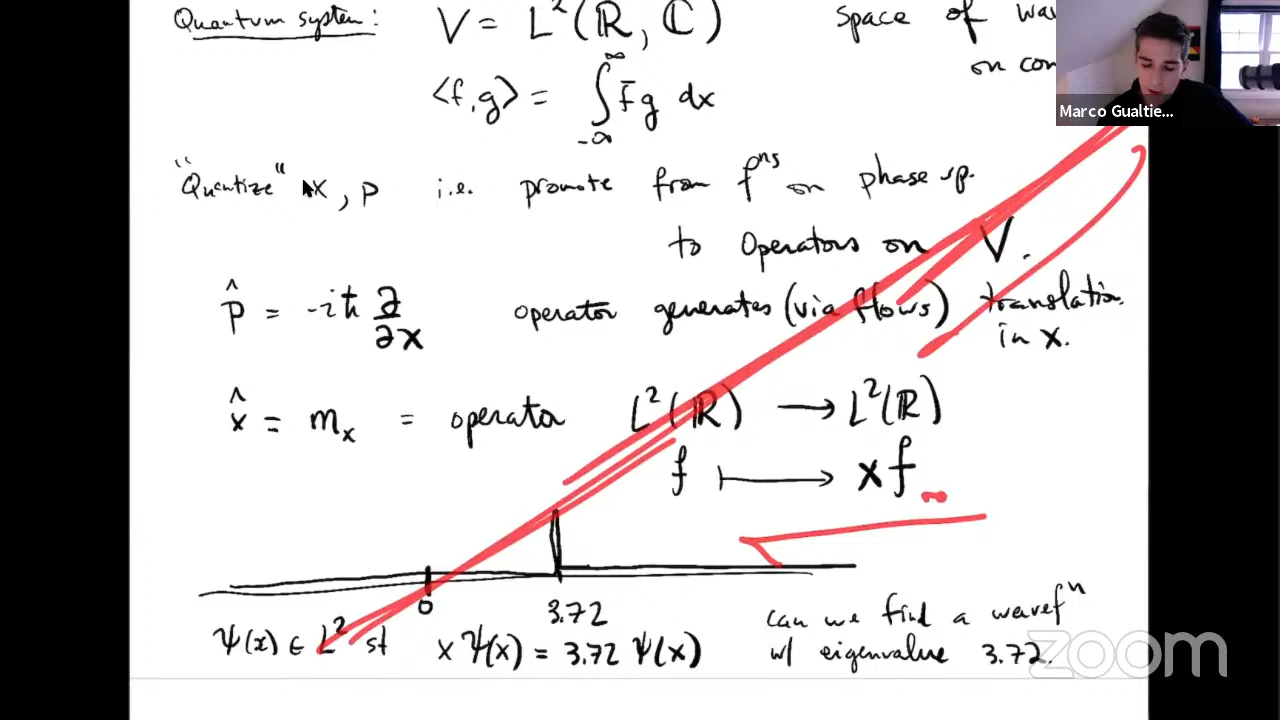 Quantum system: V = L²(ℝ, ℂ) space of
on
Marco Gualtie...
⟨f,g⟩ = ∫_{-∞}^{∞} f̄g dx
"Quantize" x, p i.e. promote from fⁿˢ on phase sp.
to operators on V.
p̂ = -iħ ∂/∂x operator generates (via flows) translation
in x.
x̂ = mₓ = operator L²(ℝ) → L²(ℝ)
f ↦ xf
0 3.72
Ψ(x) ∈ L² st xΨ(x) = 3.72 Ψ(x) can we find a wavefⁿ
w/ eigenvalue 3.72.
zoom